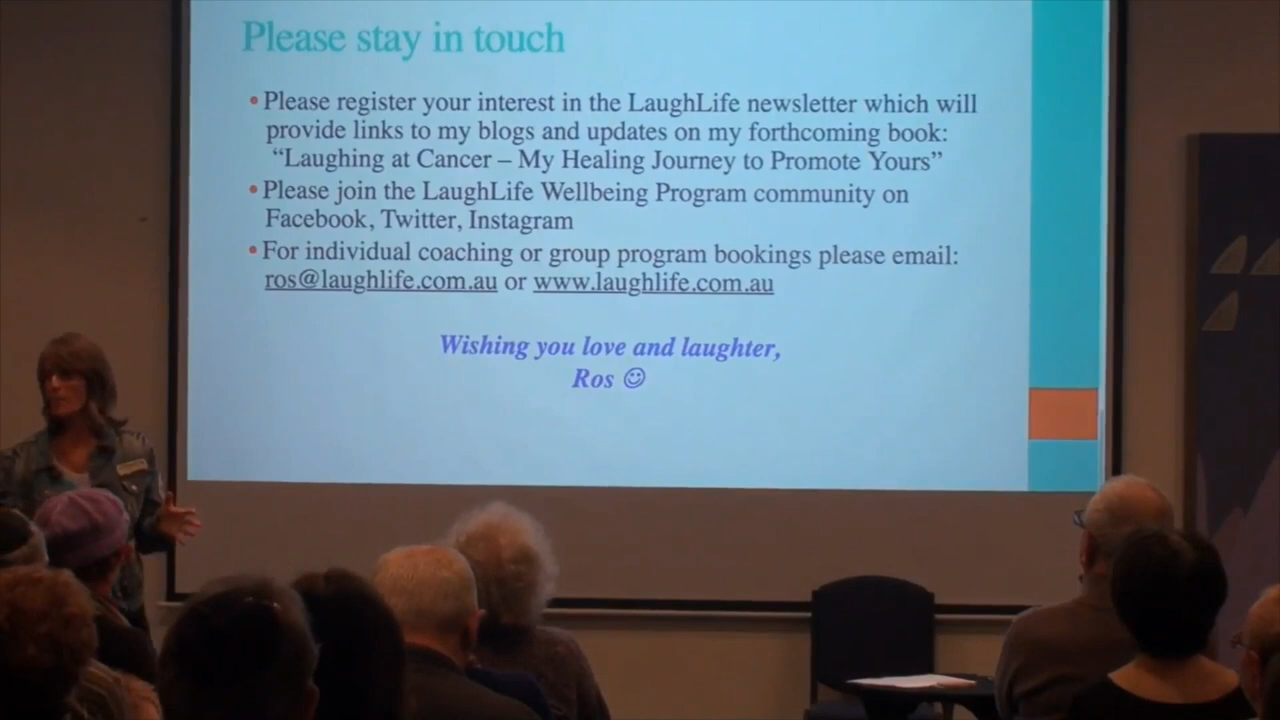 Please stay in touch
• Please register your interest in the LaughLife newsletter which will
provide links to my blogs and updates on my forthcoming book:
“Laughing at Cancer – My Healing Journey to Promote Yours”
• Please join the LaughLife Wellbeing Program community on
Facebook, Twitter, Instagram
• For individual coaching or group program bookings please email:
ros@laughlife.com.au or www.laughlife.com.au
Wishing you love and laughter,
Ros ☺